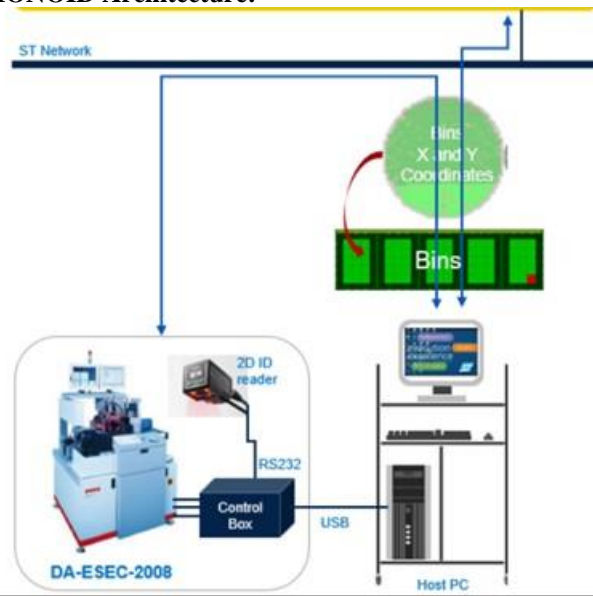 ST Network
Bins
X and Y
Coordinates
Bins
2D ID
reader
RS232
Control
Box
USB
DA-ESEC-2008
Host PC